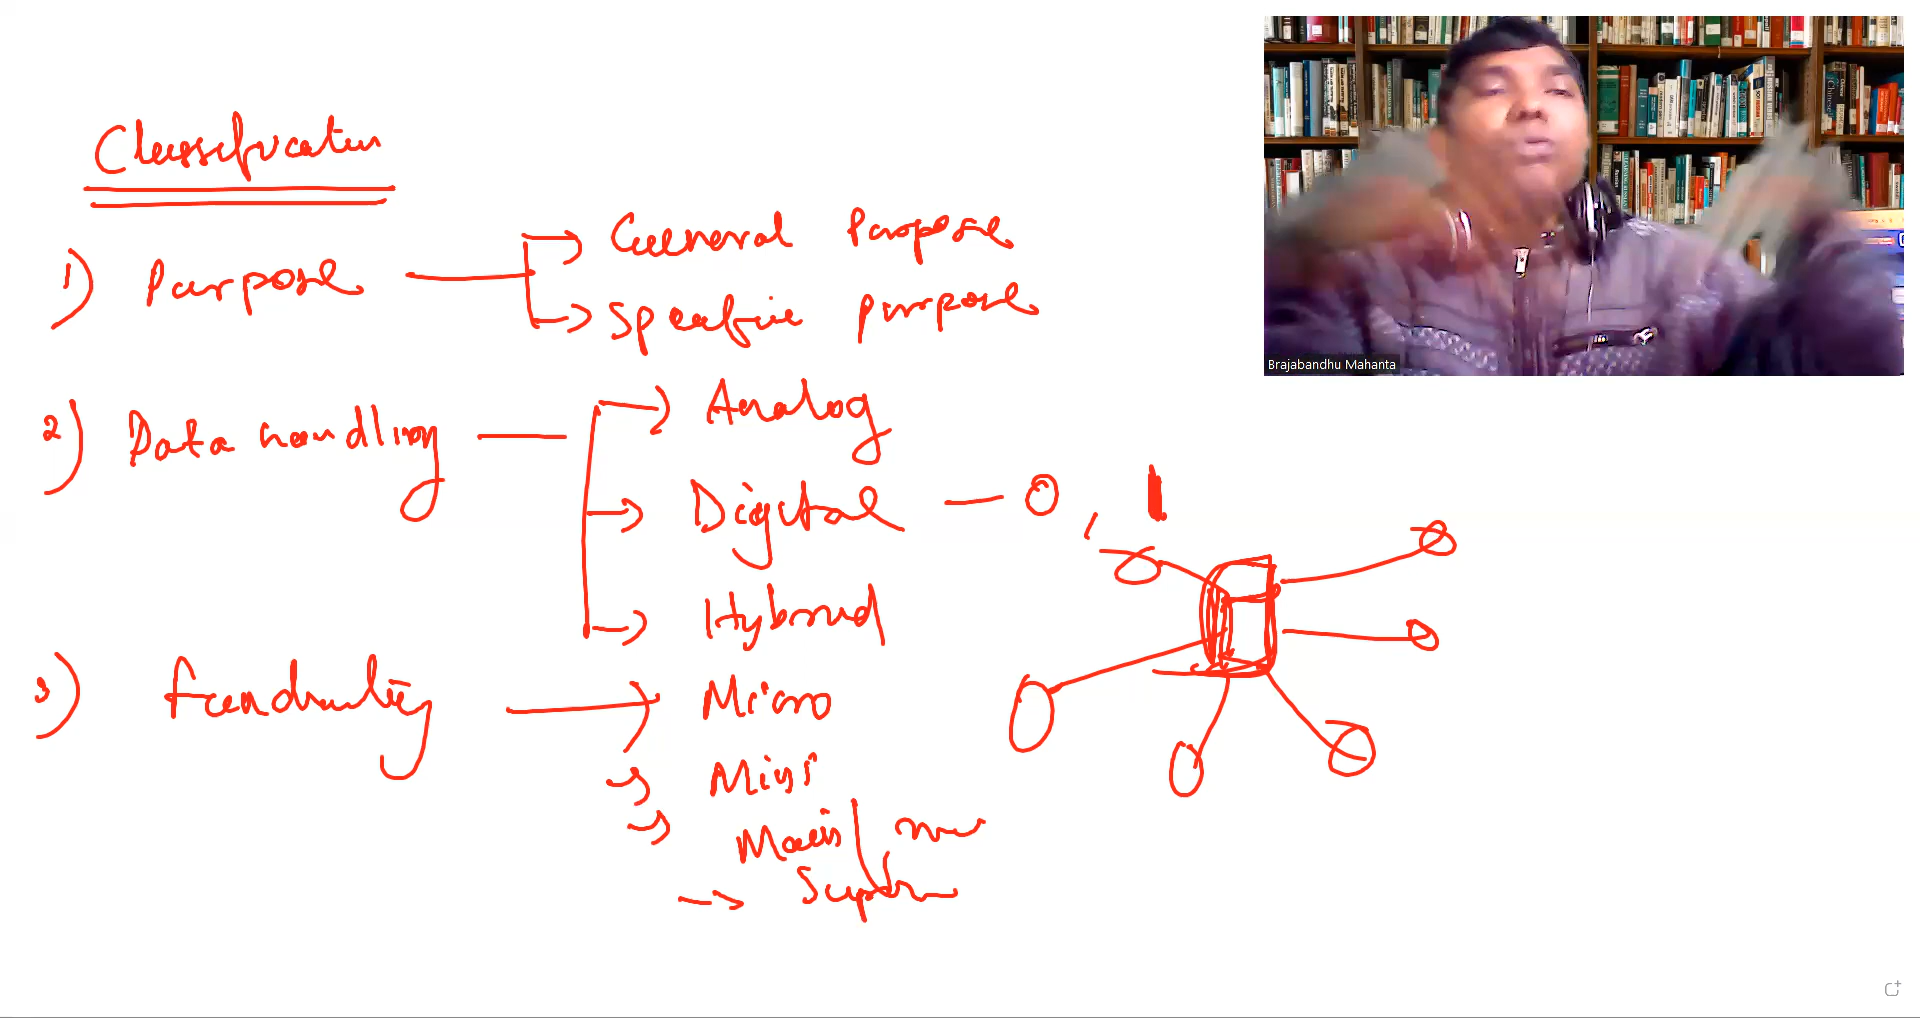 Classification
1) Purpose → General Purpose
→ Specific purpose
2) Data handling → Analog
→ Digital — 0, 1
→ Hybrid
3) Functionality → Micro
→ Mini
→ Main /
→ Super
Brajabandhu Mahanta